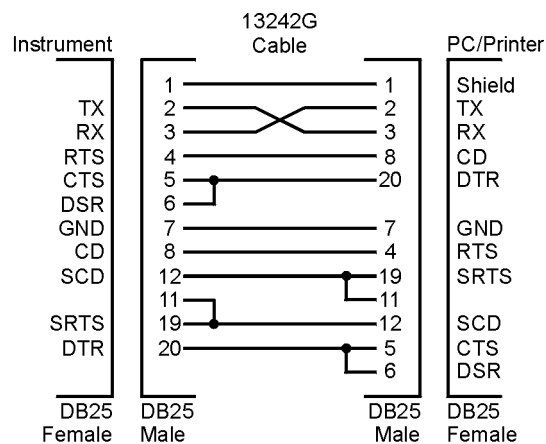 13242G
Cable
Instrument PC/Printer
1 1 Shield
TX 2 2 TX
RX 3 3 RX
RTS 4 8 CD
CTS 5 20 DTR
DSR 6
GND 7 7 GND
CD 8 4 RTS
SCD 12 19 SRTS
11 11
SRTS 19 12 SCD
DTR 20 5 CTS
6 DSR
DB25 DB25 DB25 DB25
Female Male Male Female